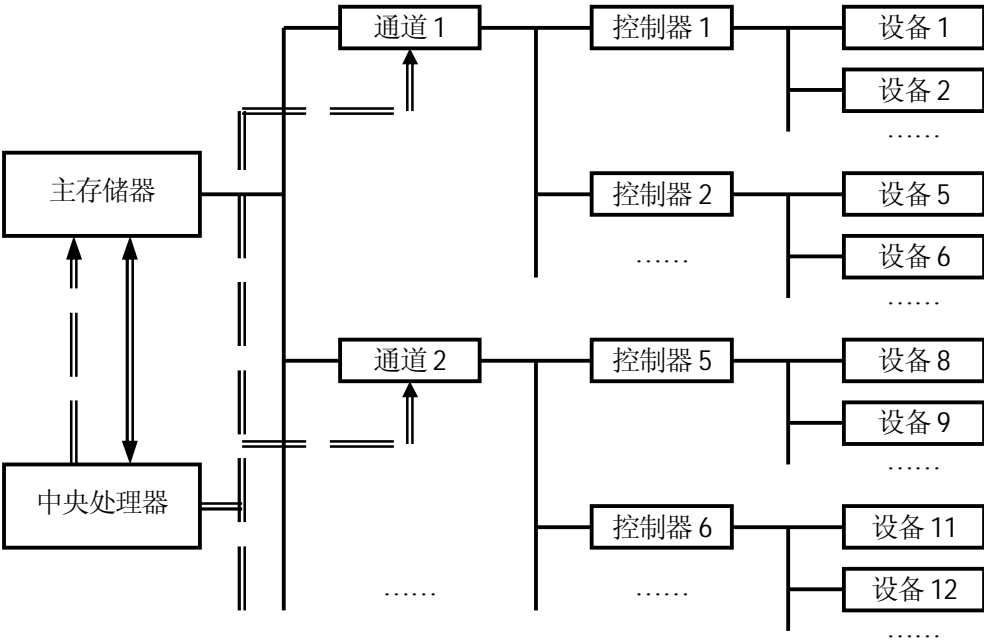 通道 1
控制器 1
设备 1
设备 2
……
主存储器
控制器 2
设备 5
……
设备 6
……
通道 2
控制器 5
设备 8
设备 9
……
中央处理器
控制器 6
设备 11
……
……
设备 12
……